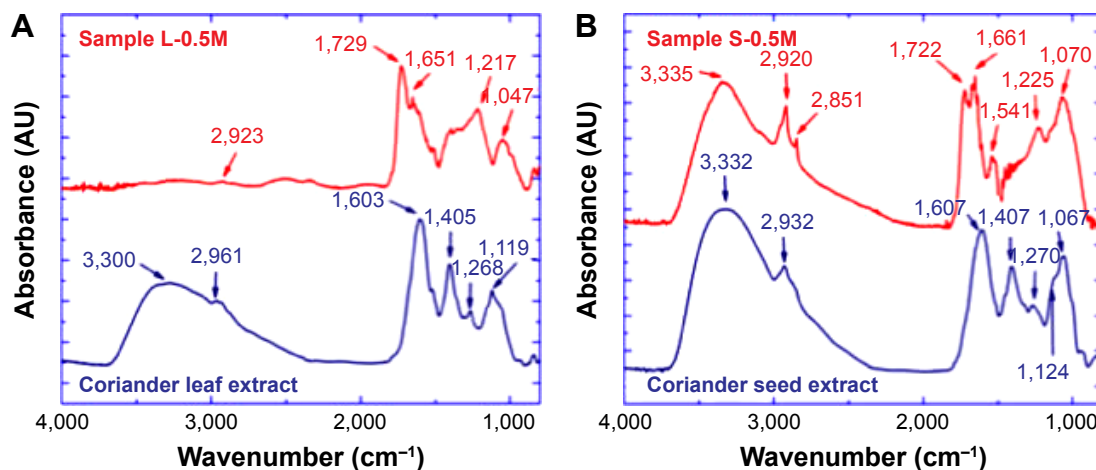 A
Sample L-0.5M
1,729
1,651
1,217
1,047
2,923
1,603
1,405
1,119
1,268
3,300
2,961
Coriander leaf extract
Absorbance (AU)
4,000 3,000 2,000 1,000
Wavenumber (cm⁻¹)
B
Sample S-0.5M
3,335
2,920
2,851
1,722
1,661
1,541
1,225
1,070
3,332
2,932
1,607
1,407
1,067
1,270
1,124
Coriander seed extract
Absorbance (AU)
4,000 3,000 2,000 1,000
Wavenumber (cm⁻¹)